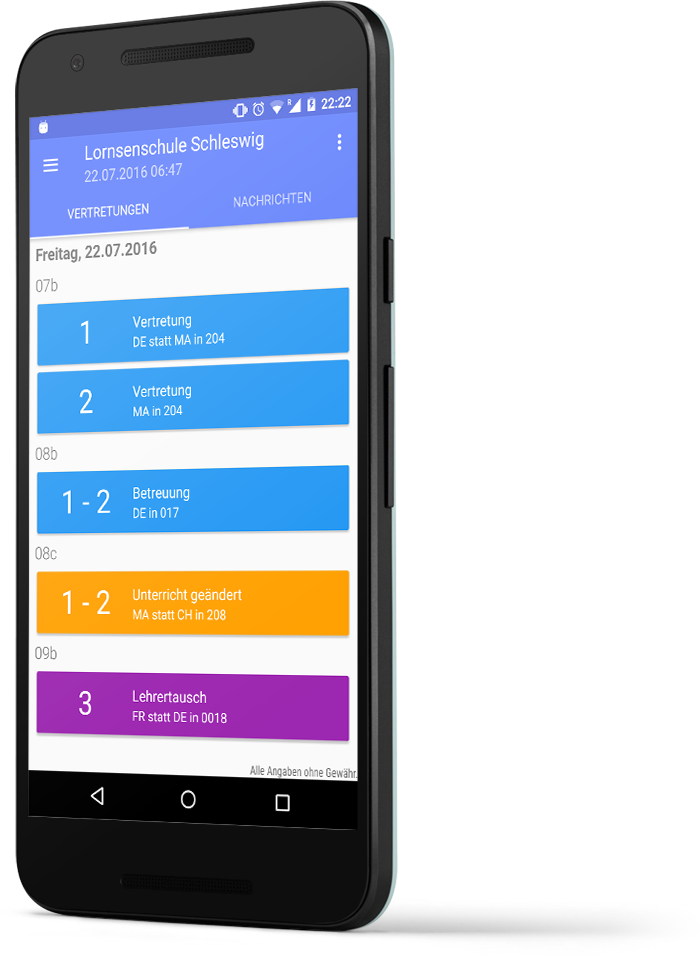 22:22
Lornsenschule Schleswig
22.07.2016 06:47
VERTRETUNGEN NACHRICHTEN
Freitag, 22.07.2016
07b
1 Vertretung
DE statt MA in 204
2 Vertretung
MA in 204
08b
1 - 2 Betreuung
DE in 017
08c
1 - 2 Unterricht geändert
MA statt CH in 208
09b
3 Lehrertausch
FR statt DE in 0018
Alle Angaben ohne Gewähr.